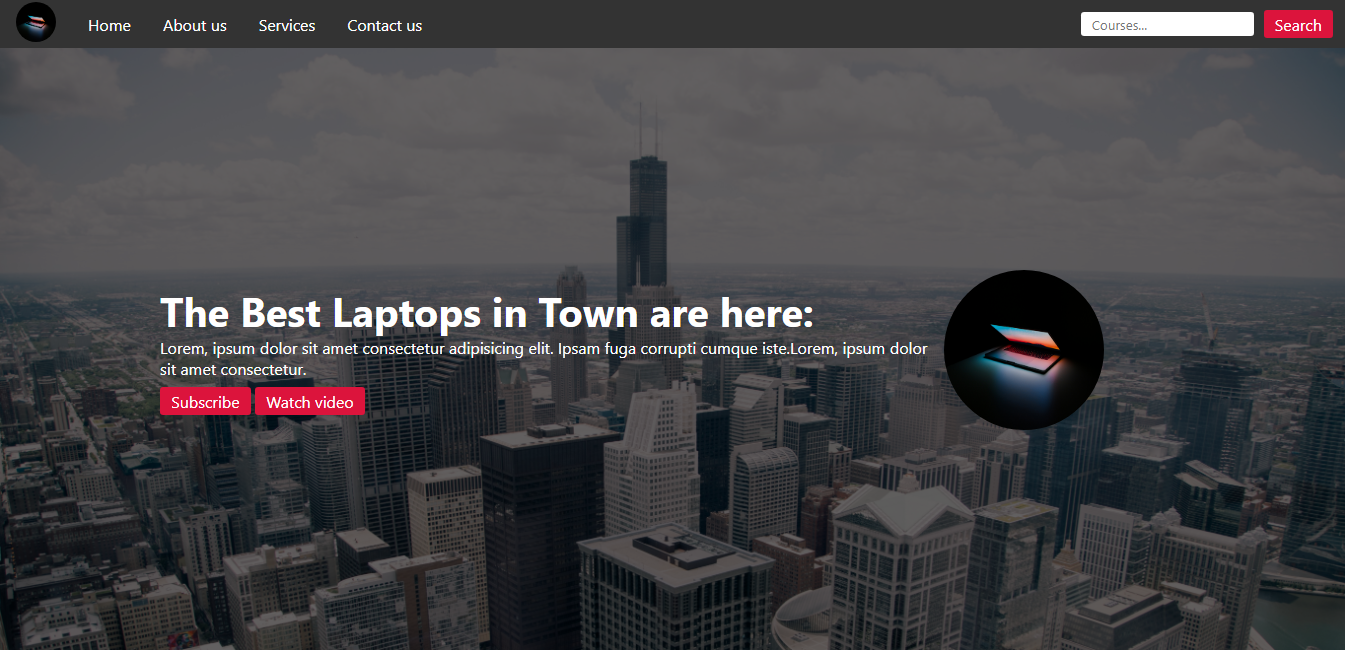 Home About us Services Contact us Courses... Search
The Best Laptops in Town are here:
Lorem, ipsum dolor sit amet consectetur adipisicing elit. Ipsam fuga corrupti cumque iste.Lorem, ipsum dolor
sit amet consectetur.
Subscribe Watch video